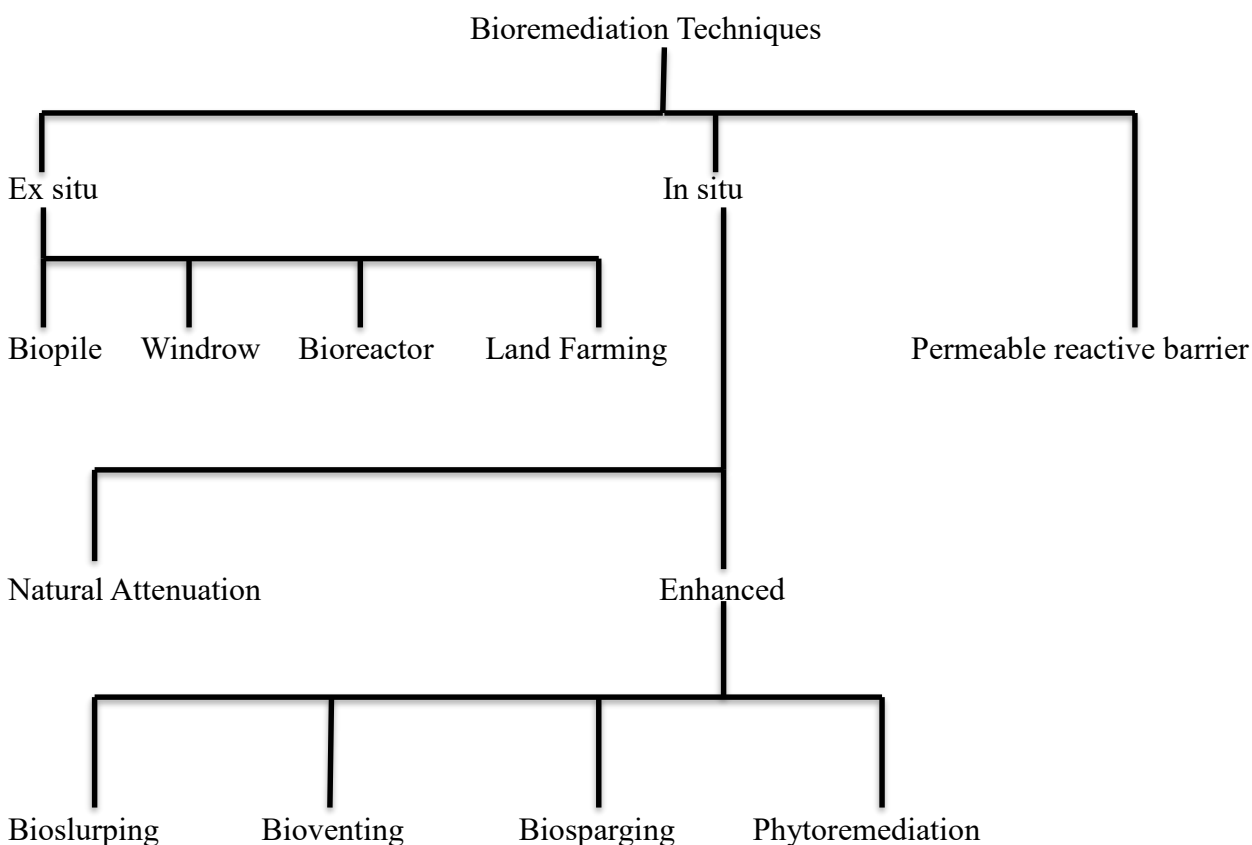 Bioremediation Techniques
Ex situ
In situ
Biopile
Windrow
Bioreactor
Land Farming
Permeable reactive barrier
Natural Attenuation
Enhanced
Bioslurping
Bioventing
Biosparging
Phytoremediation